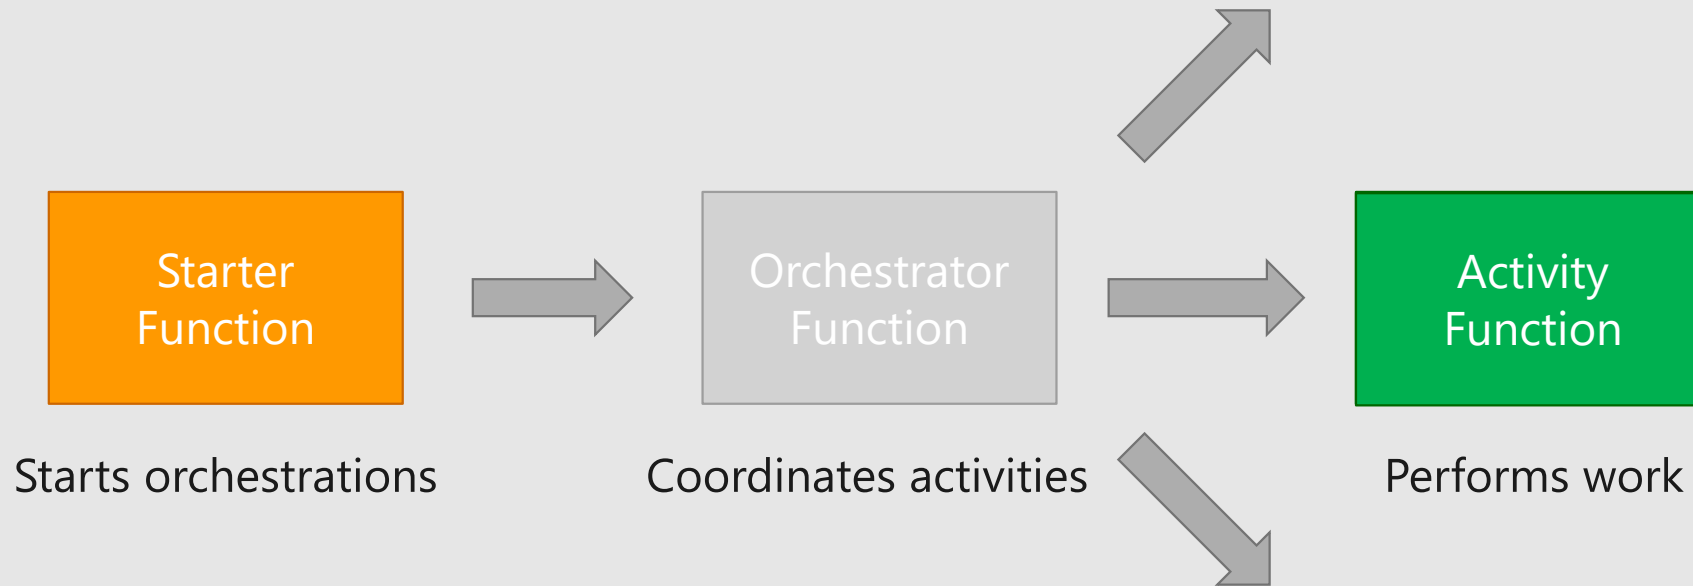 Starter
Function
Orchestrator
Function
Activity
Function
Starts orchestrations
Coordinates activities
Performs work